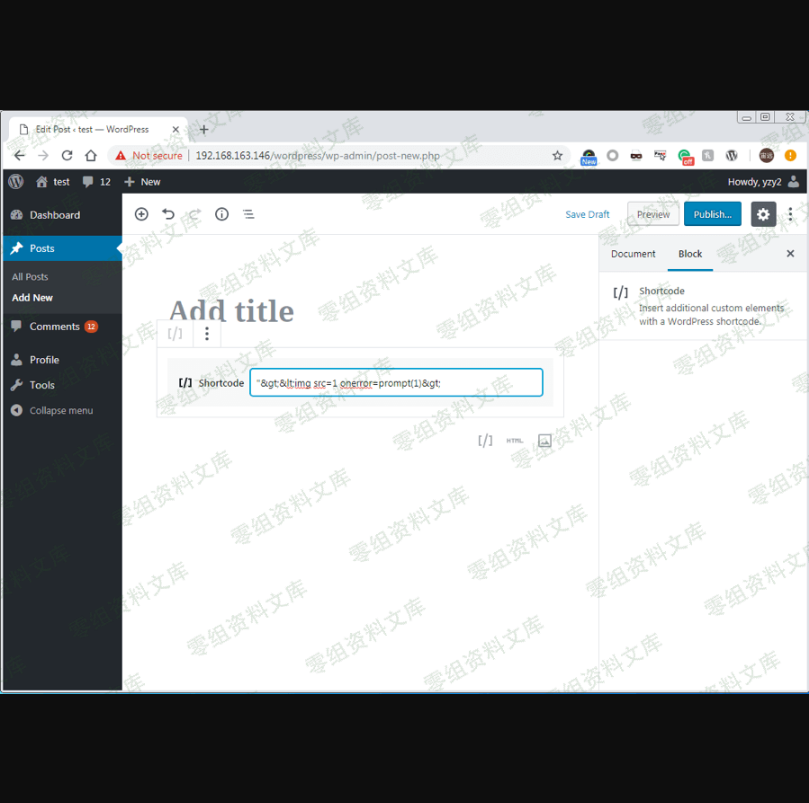 Edit Post ‹ test — WordPress
Not secure | 192.168.163.146/wordpress/wp-admin/post-new.php
New
off
test 12 + New Howdy, yzy2
Dashboard
Posts
All Posts
Add New
Comments 12
Profile
Tools
Collapse menu
Save Draft Preview Publish...
Add title
[/] Shortcode "&gt;&lt;img src=1 onerror=prompt(1)&gt;
[/] HTML
Document Block
[/] Shortcode
Insert additional custom elements
with a WordPress shortcode.
零组资料文库